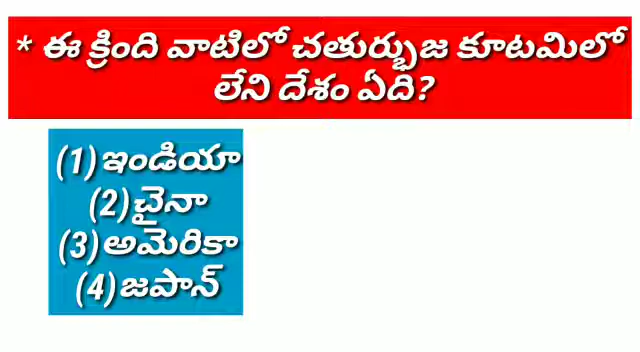 * ఈ క్రింది వాటిలో చతుర్భుజ కూటమిలో
లేని దేశం ఏది?
(1) ఇండియా
(2) చైనా
(3) అమెరికా
(4) జపాన్